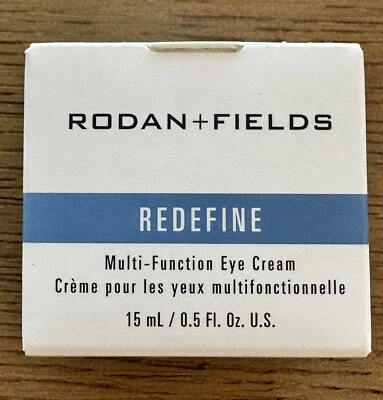 RODAN+FIELDS
REDEFINE
Multi-Function Eye Cream
Crème pour les yeux multifonctionnelle
15 mL / 0.5 Fl. Oz. U.S.